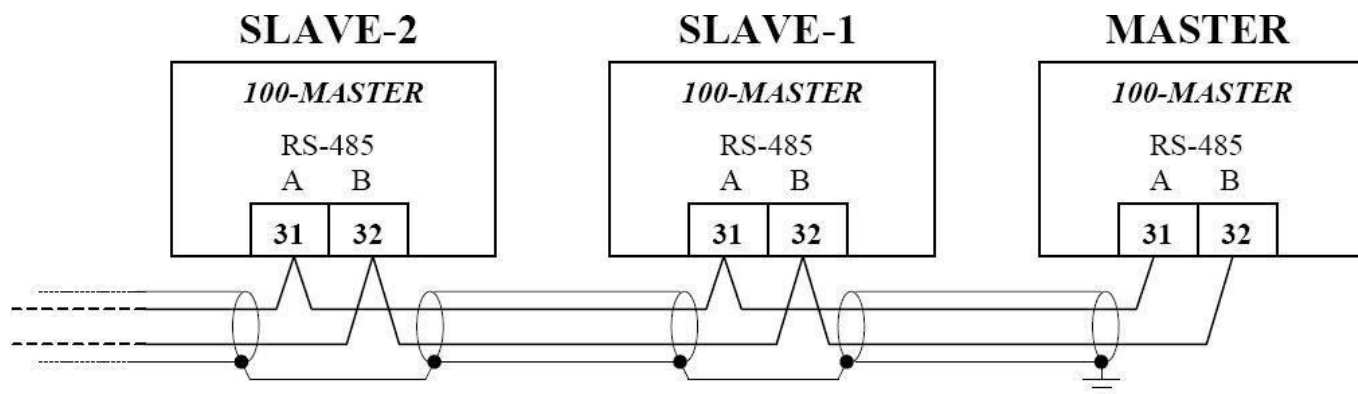 SLAVE-2 SLAVE-1 MASTER
100-MASTER 100-MASTER 100-MASTER
RS-485 RS-485 RS-485
A B A B A B
31 32 31 32 31 32